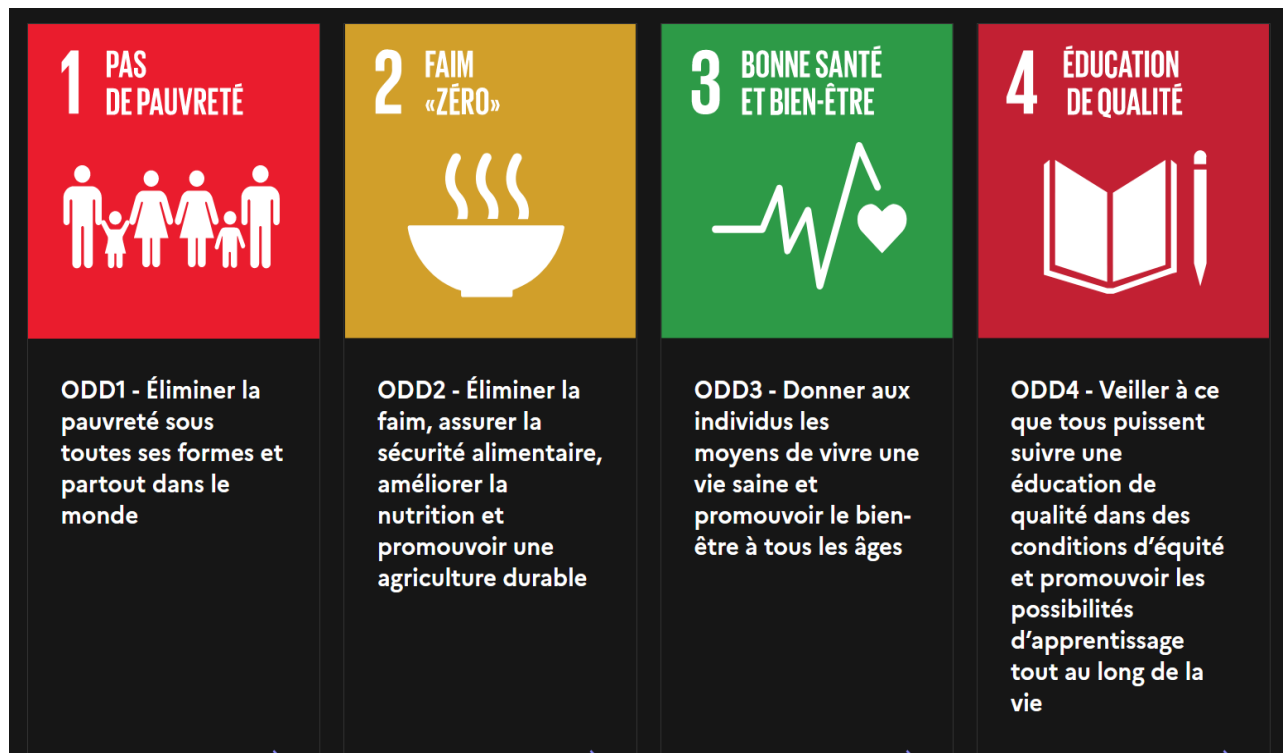 1 PAS
DE PAUVRETÉ
2 FAIM
«ZÉRO»
3 BONNE SANTÉ
ET BIEN-ÊTRE
4 ÉDUCATION
DE QUALITÉ
ODD1 - Éliminer la
pauvreté sous
toutes ses formes et
partout dans le
monde
ODD2 - Éliminer la
faim, assurer la
sécurité alimentaire,
améliorer la
nutrition et
promouvoir une
agriculture durable
ODD3 - Donner aux
individus les
moyens de vivre une
vie saine et
promouvoir le bien-
être à tous les âges
ODD4 - Veiller à ce
que tous puissent
suivre une
éducation de
qualité dans des
conditions d’équité
et promouvoir les
possibilités
d’apprentissage
tout au long de la
vie